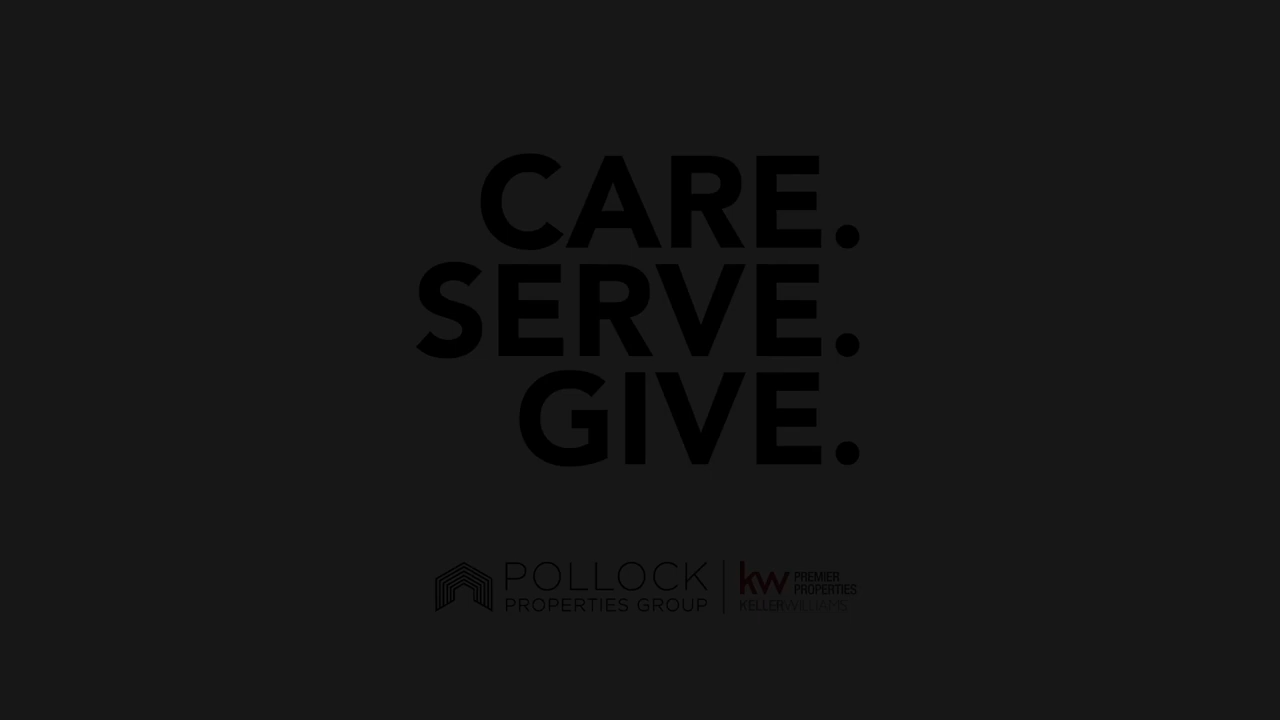 CARE.
SERVE.
GIVE.
POLLOCK
PROPERTIES GROUP
kw PREMIER
PROPERTIES
KELLERWILLIAMS